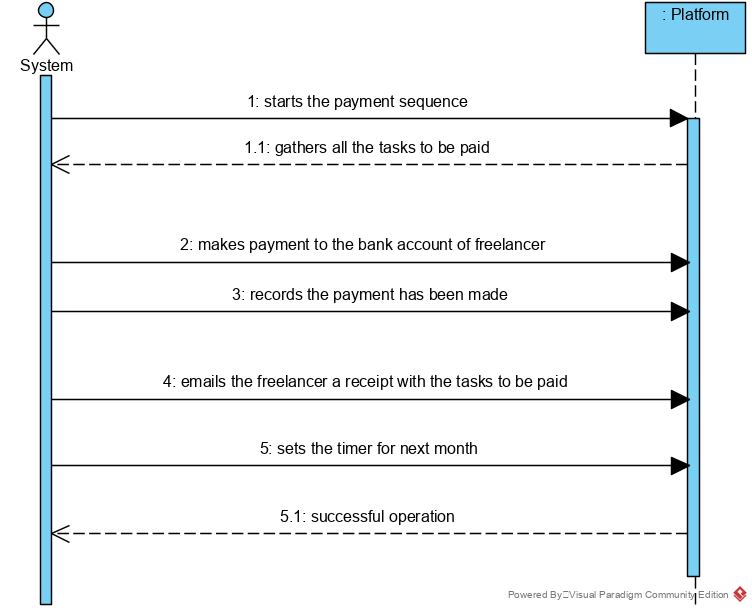 : Platform
System
1: starts the payment sequence
1.1: gathers all the tasks to be paid
2: makes payment to the bank account of freelancer
3: records the payment has been made
4: emails the freelancer a receipt with the tasks to be paid
5: sets the timer for next month
5.1: successful operation
Powered By Visual Paradigm Community Edition